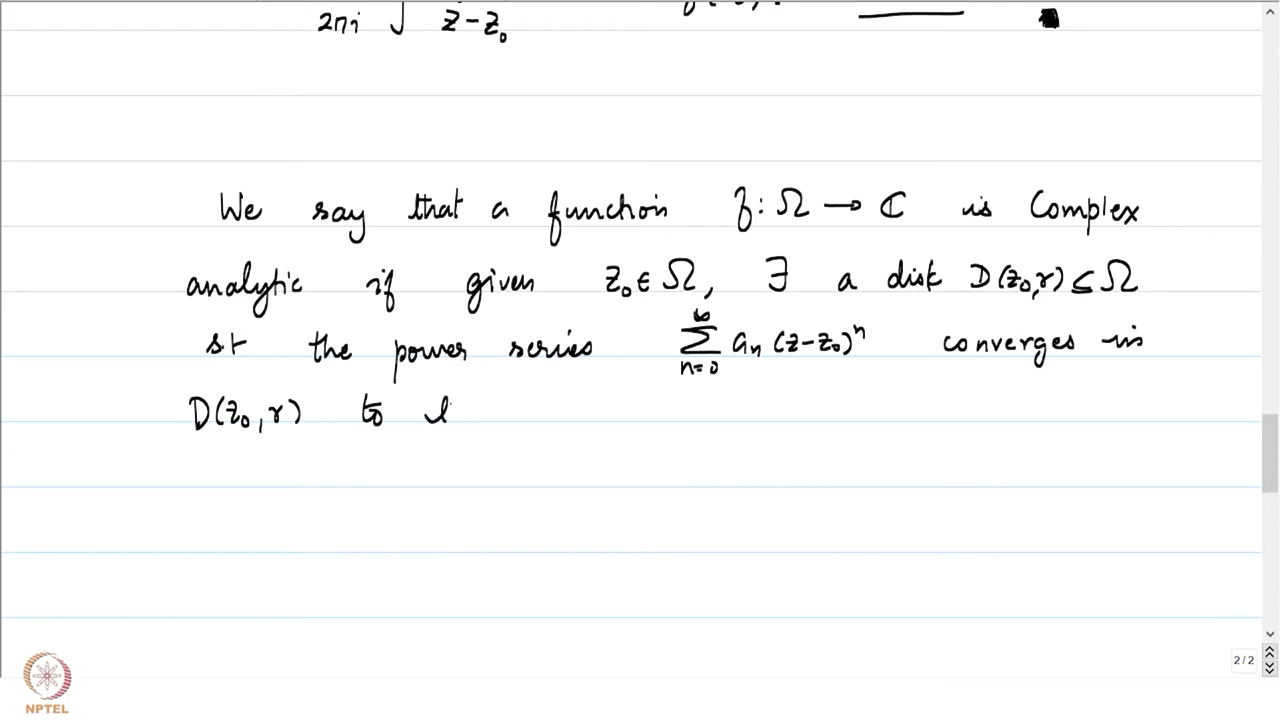 2πi ∫ z-z₀
We say that a function f: Ω → ℂ is Complex
analytic if given z₀ ∈ Ω, ∃ a disk D(z₀,r) ⊆ Ω
st the power series ∑_{n=0}^{∞} aₙ (z-z₀)ⁿ converges in
D(z₀,r) to
2/2
NPTEL